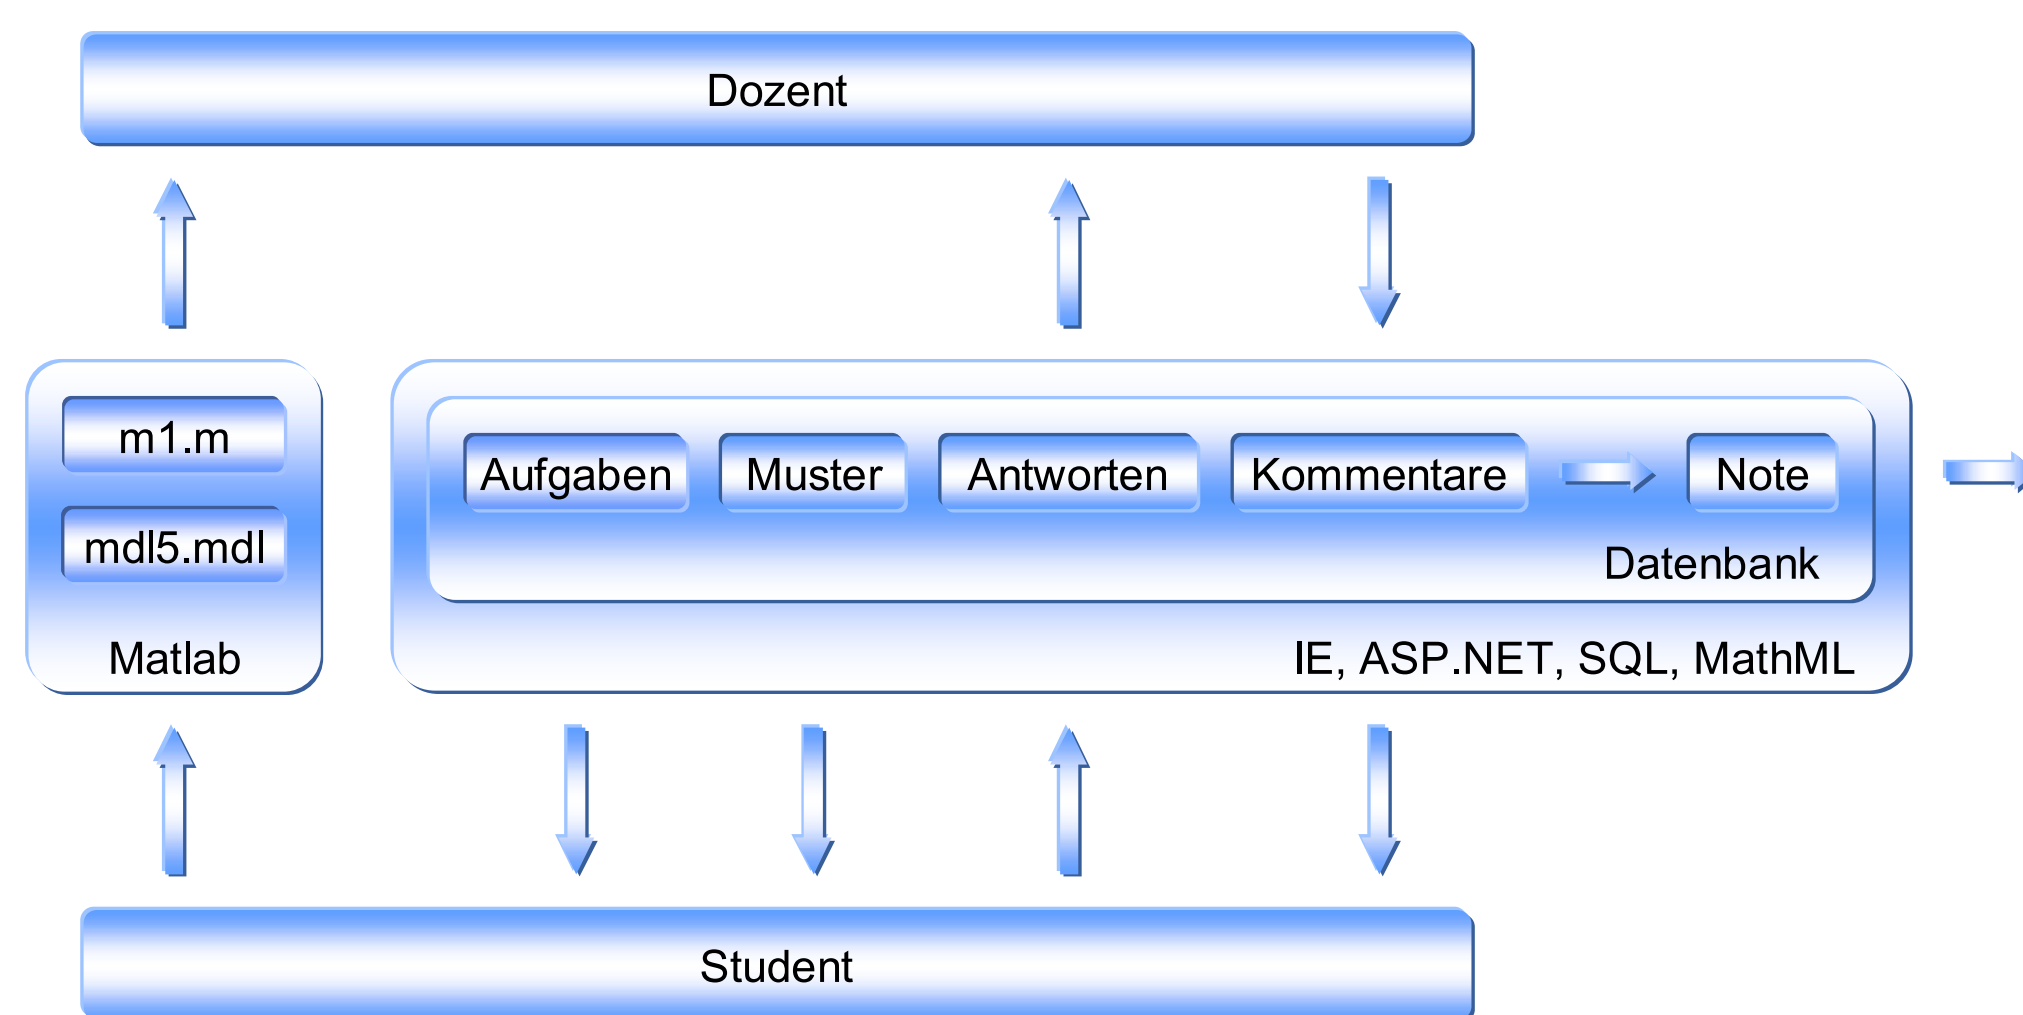 Dozent
m1.m
mdl5.mdl
Matlab
Aufgaben Muster Antworten Kommentare Note
Datenbank
IE, ASP.NET, SQL, MathML
Student